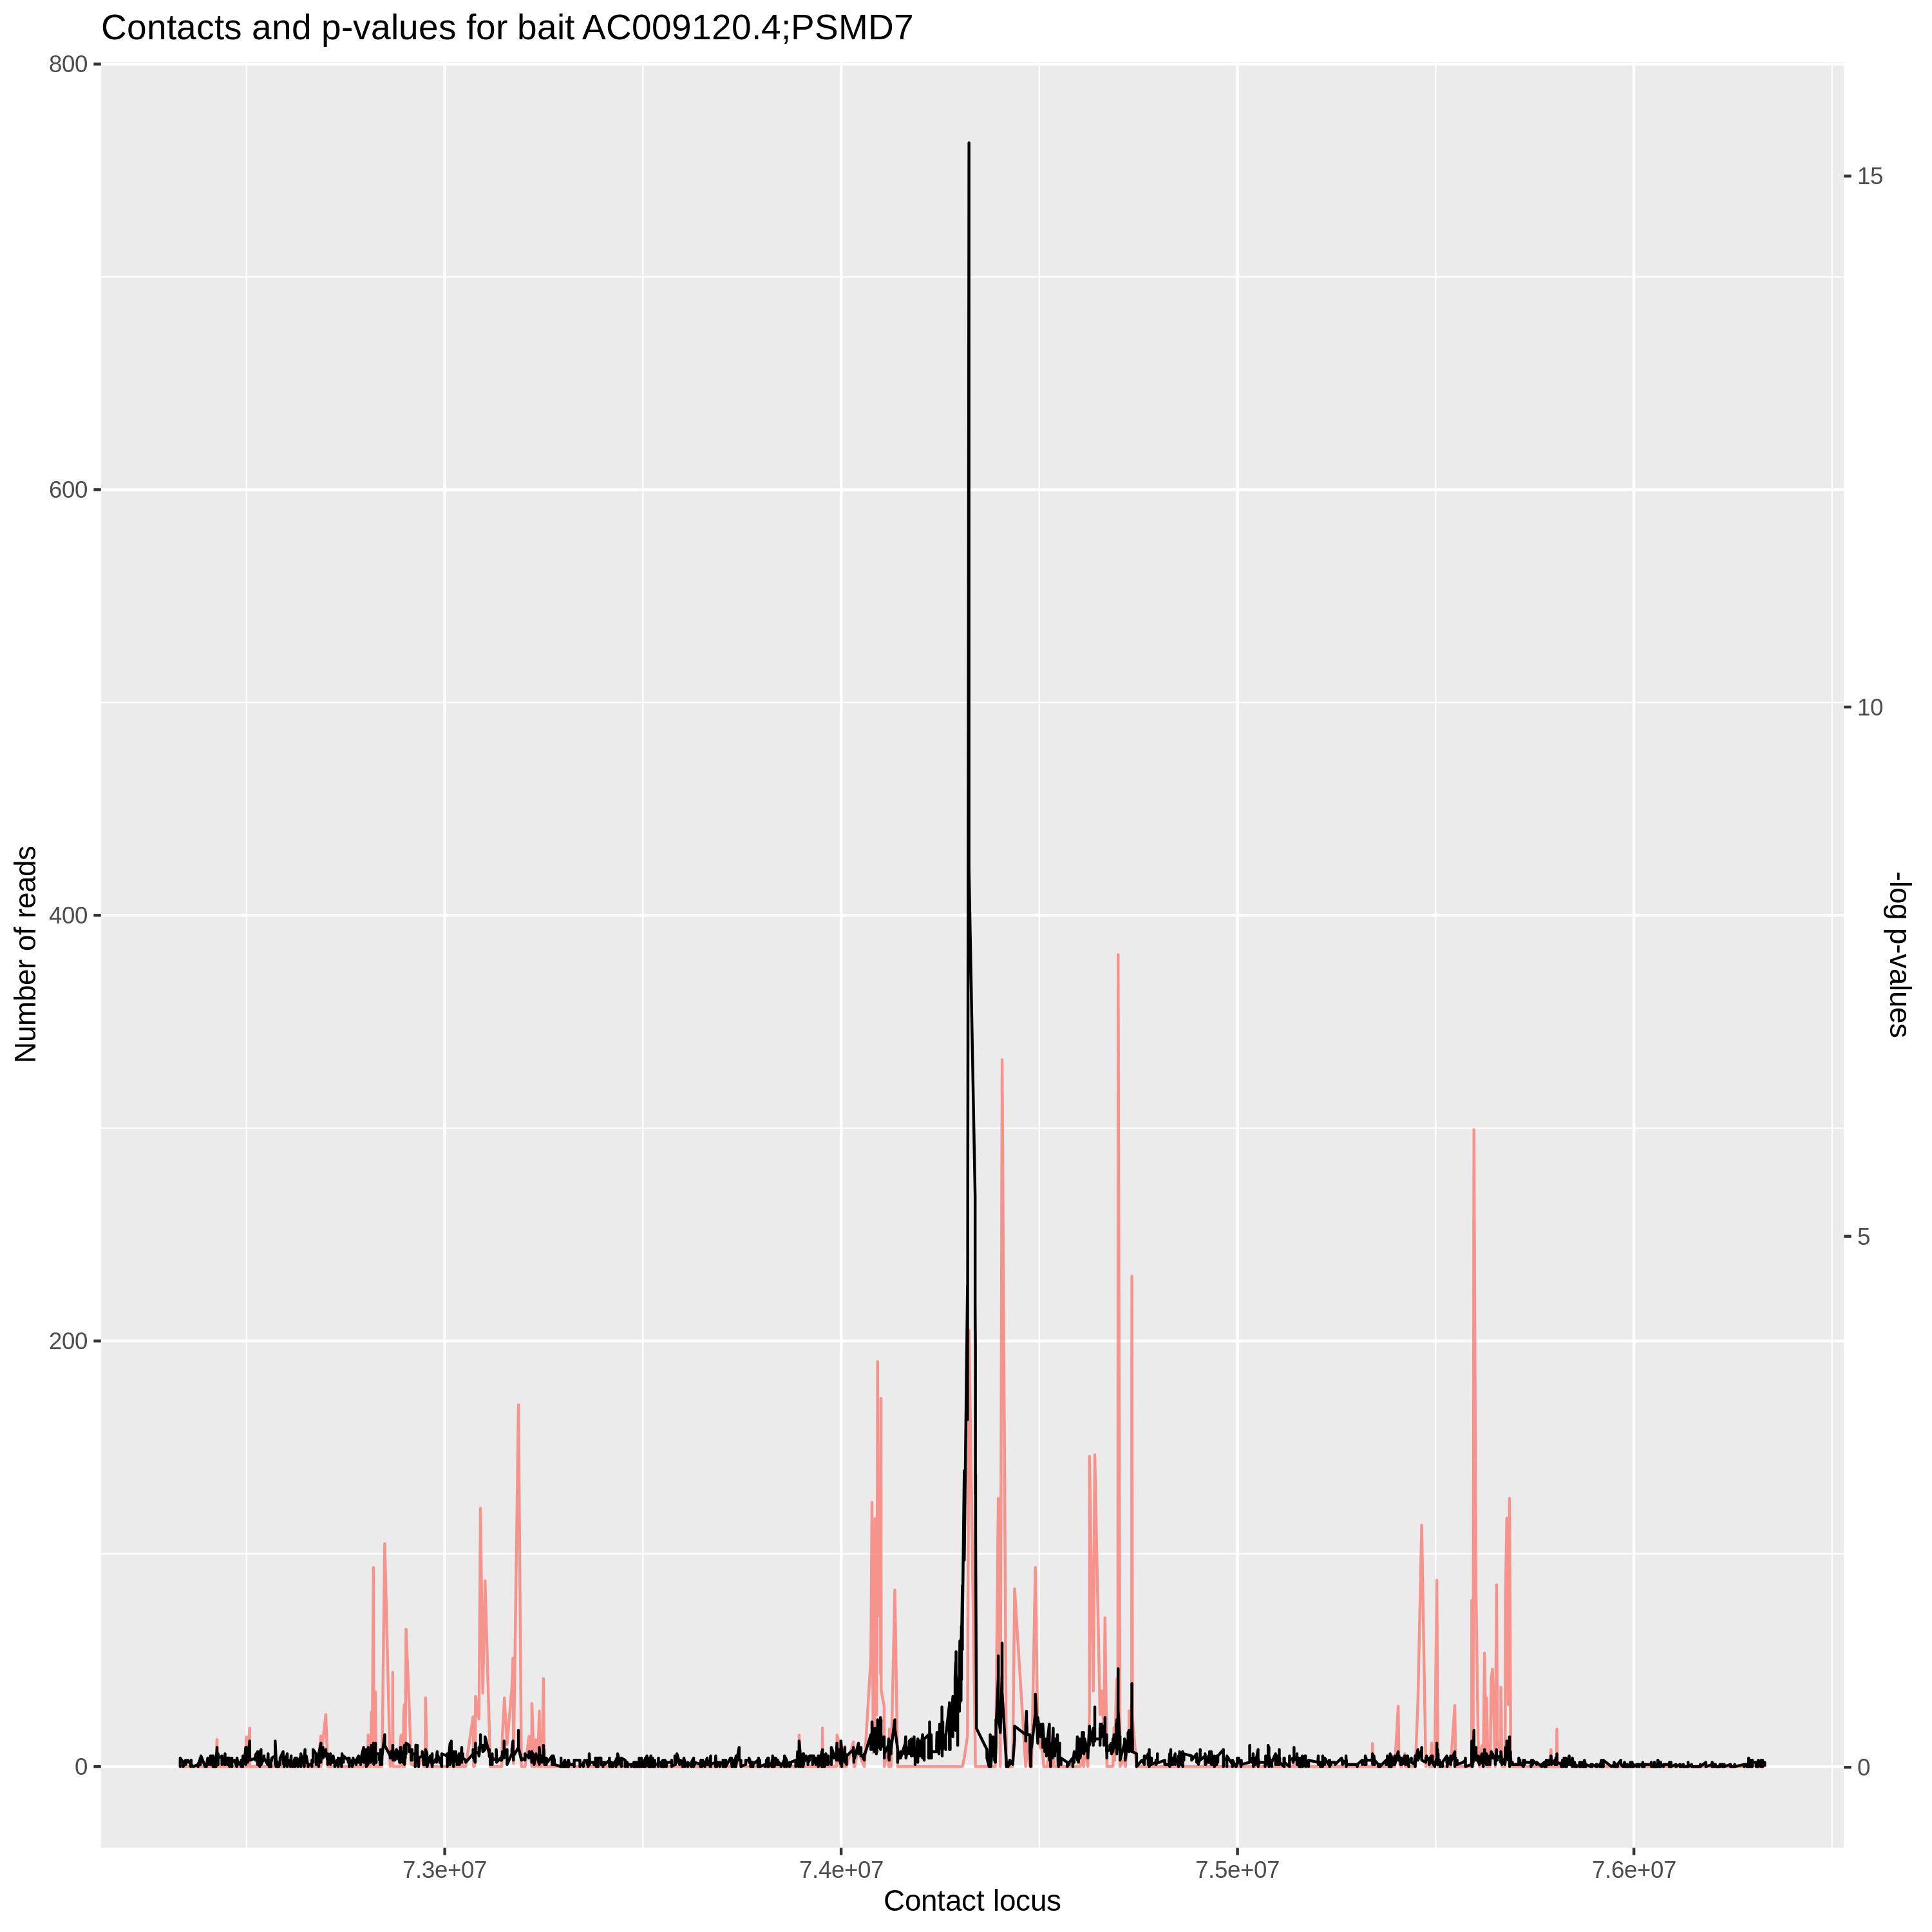 Contacts and p-values for bait AC009120.4;PSMD7
800
600
400
200
0
Number of reads
15
10
5
0
-log p-values
7.3e+07
7.4e+07
7.5e+07
7.6e+07
Contact locus